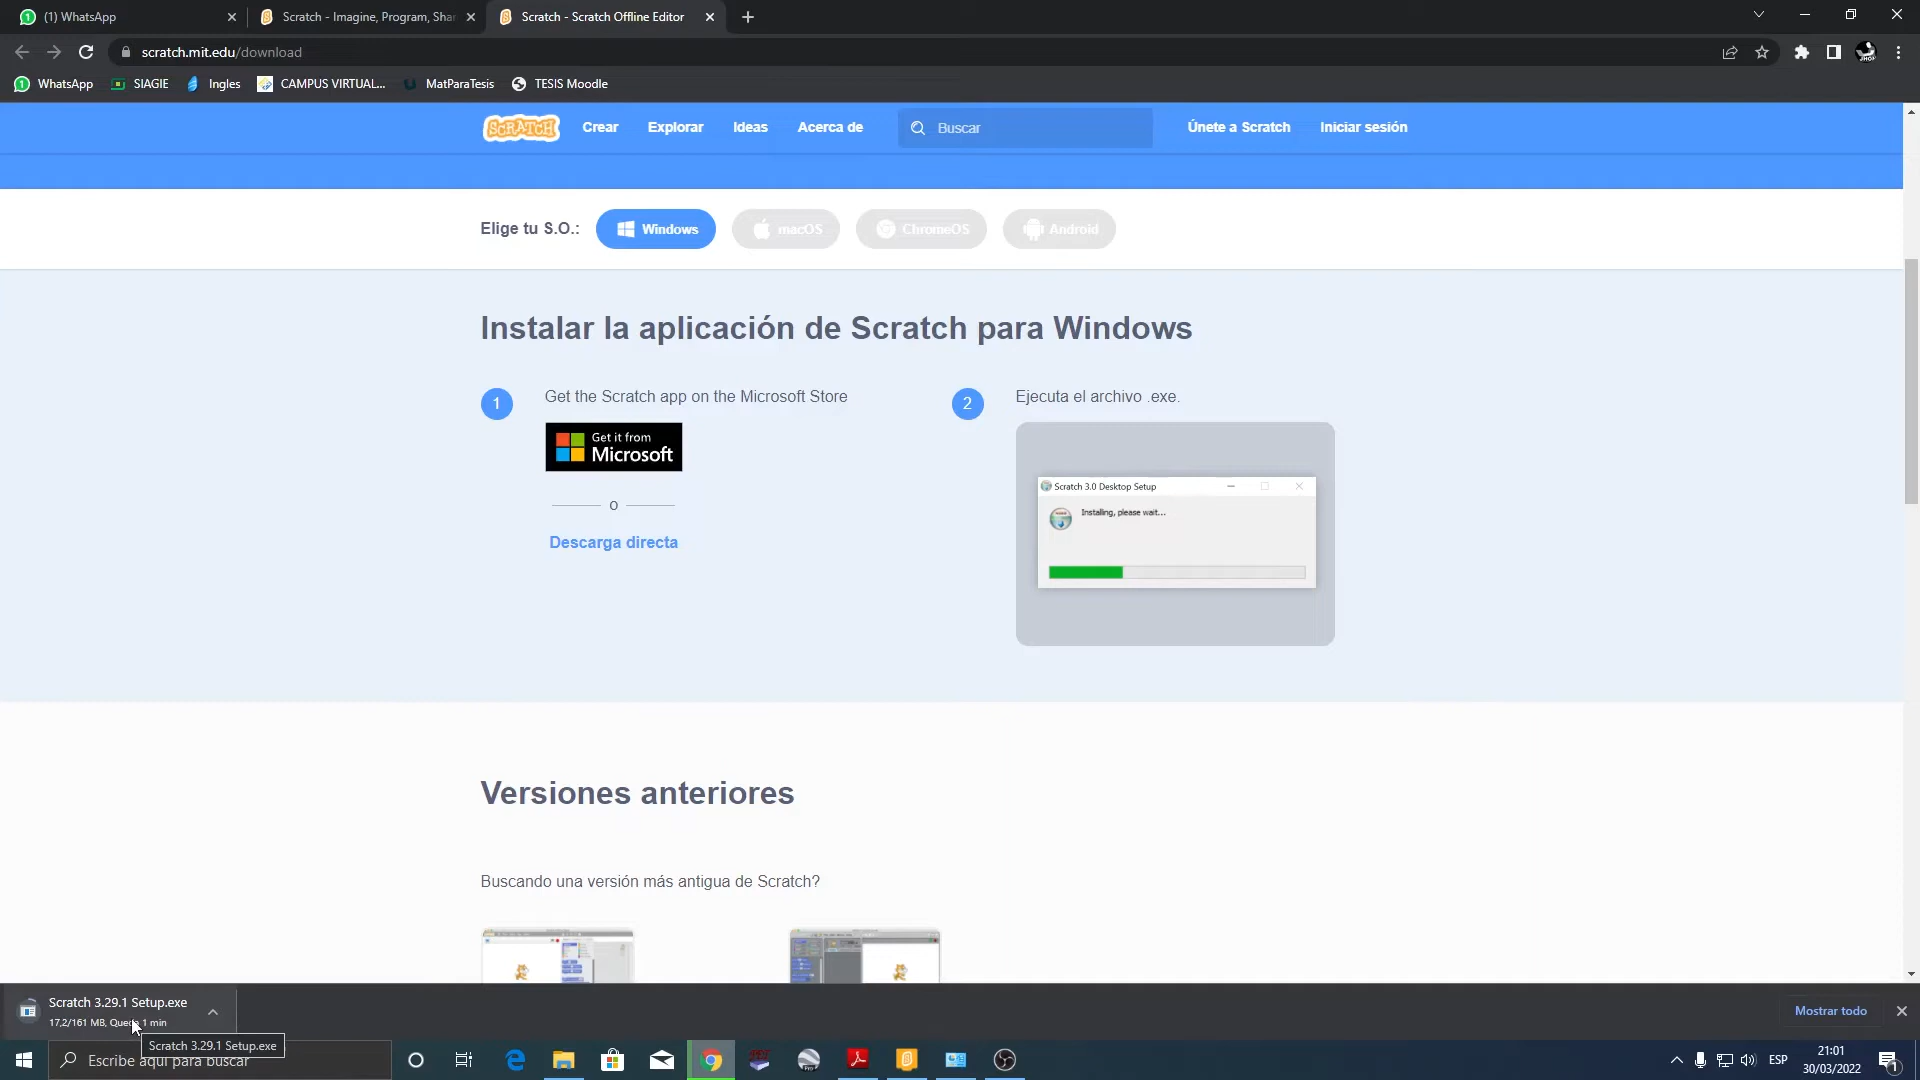 (1) WhatsApp
Scratch - Imagine, Program, Shar
Scratch - Scratch Offline Editor
scratch.mit.edu/download
WhatsApp
SIAGIE
Ingles
CAMPUS VIRTUAL...
MatParaTesis
TESIS Moodle
SCRATCH
Crear
Explorar
Ideas
Acerca de
Buscar
Únete a Scratch
Iniciar sesión
Elige tu S.O.:
Windows
macOS
ChromeOS
Android
Instalar la aplicación de Scratch para Windows
1
Get the Scratch app on the Microsoft Store
Get it from
Microsoft
o
Descarga directa
2
Ejecuta el archivo .exe.
Scratch 3.0 Desktop Setup
Installing, please wait...
Versiones anteriores
Buscando una versión más antigua de Scratch?
Scratch 3.29.1 Setup.exe
17,2/161 MB, Queda 1 min
Mostrar todo
Scratch 3.29.1 Setup.exe
Escribe aquí para buscar
ESP
21:01
30/03/2022
1